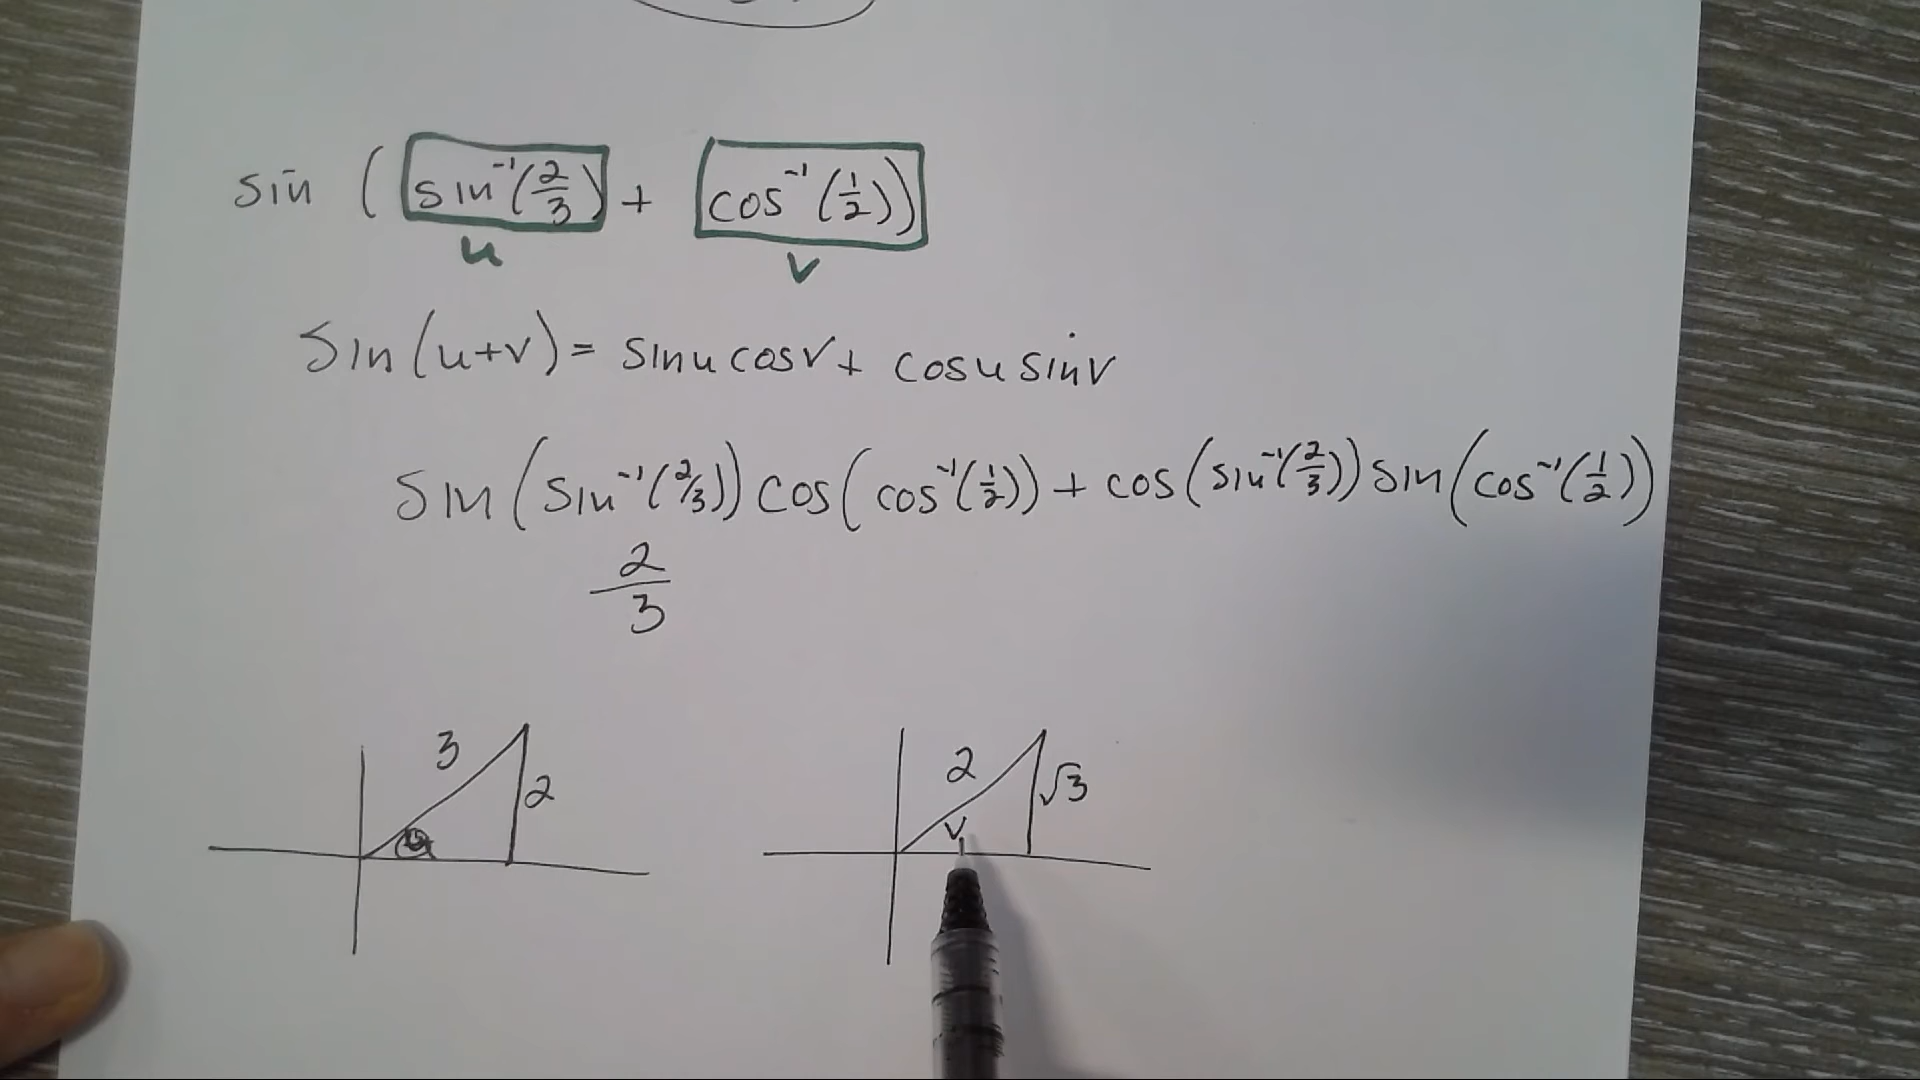 sin (sin⁻¹(2/3) + cos⁻¹(1/2))
u v
Sin(u+v) = sinu cosv + cosu sinv
Sin(sin⁻¹(2/3)) cos(cos⁻¹(1/2)) + cos(sin⁻¹(2/3)) sin(cos⁻¹(1/2))
2/3
3 2 2 √3
v